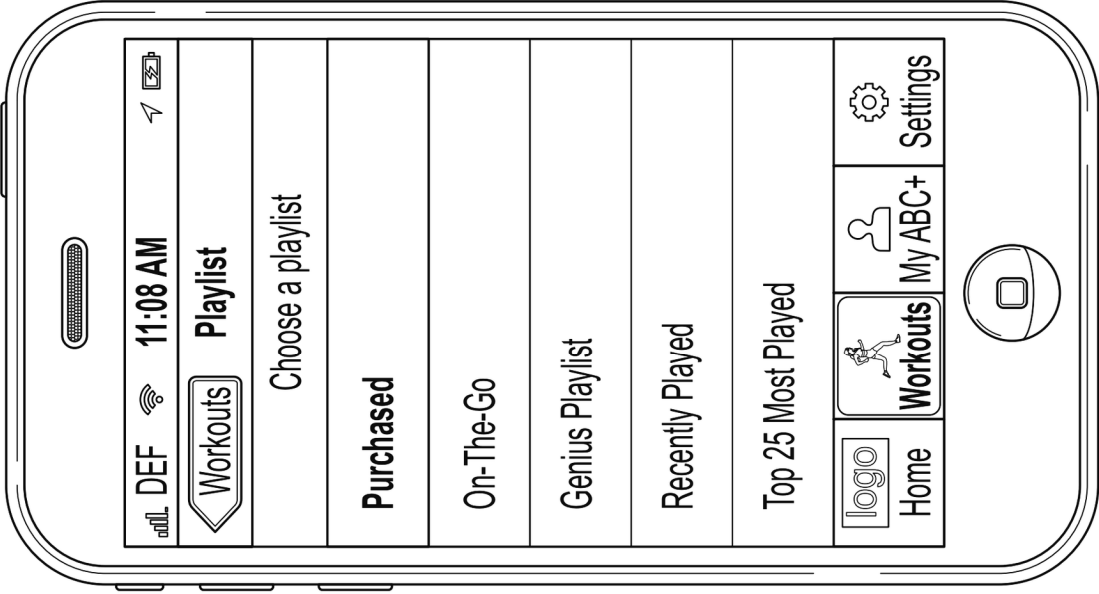 DEF 11:08 AM
Workouts Playlist
Choose a playlist
Purchased
On-The-Go
Genius Playlist
Recently Played
Top 25 Most Played
logo
Home Workouts My ABC+ Settings